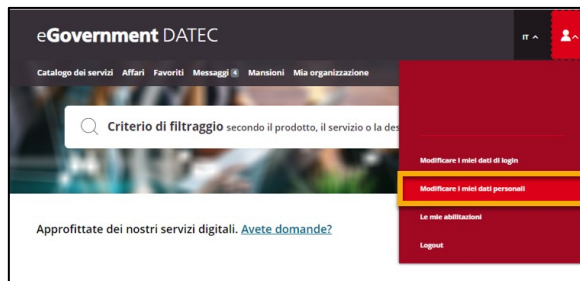 eGovernment DATEC
IT
Catalogo dei servizi Affari Favoriti Messaggi 4 Mansioni Mia organizzazione
Criterio di filtraggio secondo il prodotto, il servizio o la des
Modificare i miei dati di login
Modificare i miei dati personali
Le mie abilitazioni
Logout
Approfittate dei nostri servizi digitali. Avete domande?